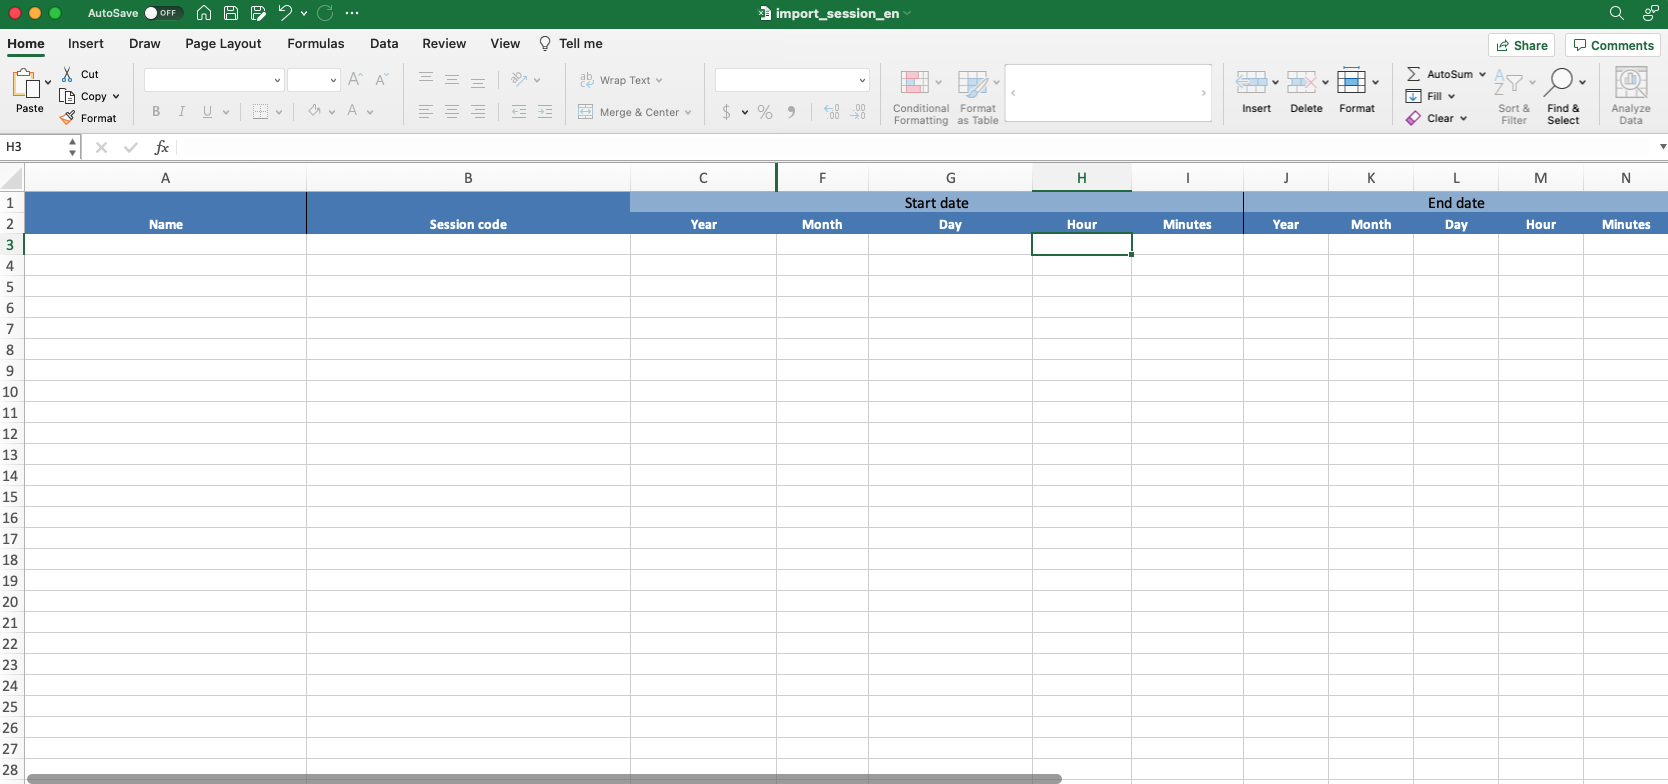 AutoSave OFF import_session_en
Home Insert Draw Page Layout Formulas Data Review View Tell me Share Comments
Paste Cut Copy Format
B I U A A A
Wrap Text
Merge & Center
$ % 9
Conditional Formatting Format as Table
Insert Delete Format
AutoSum Fill Clear
Sort & Filter Find & Select Analyze Data
H3 fx
A B C F G H I J K L M N
1 Start date End date
2 Name Session code Year Month Day Hour Minutes Year Month Day Hour Minutes
3
4
5
6
7
8
9
10
11
12
13
14
15
16
17
18
19
20
21
22
23
24
25
26
27
28